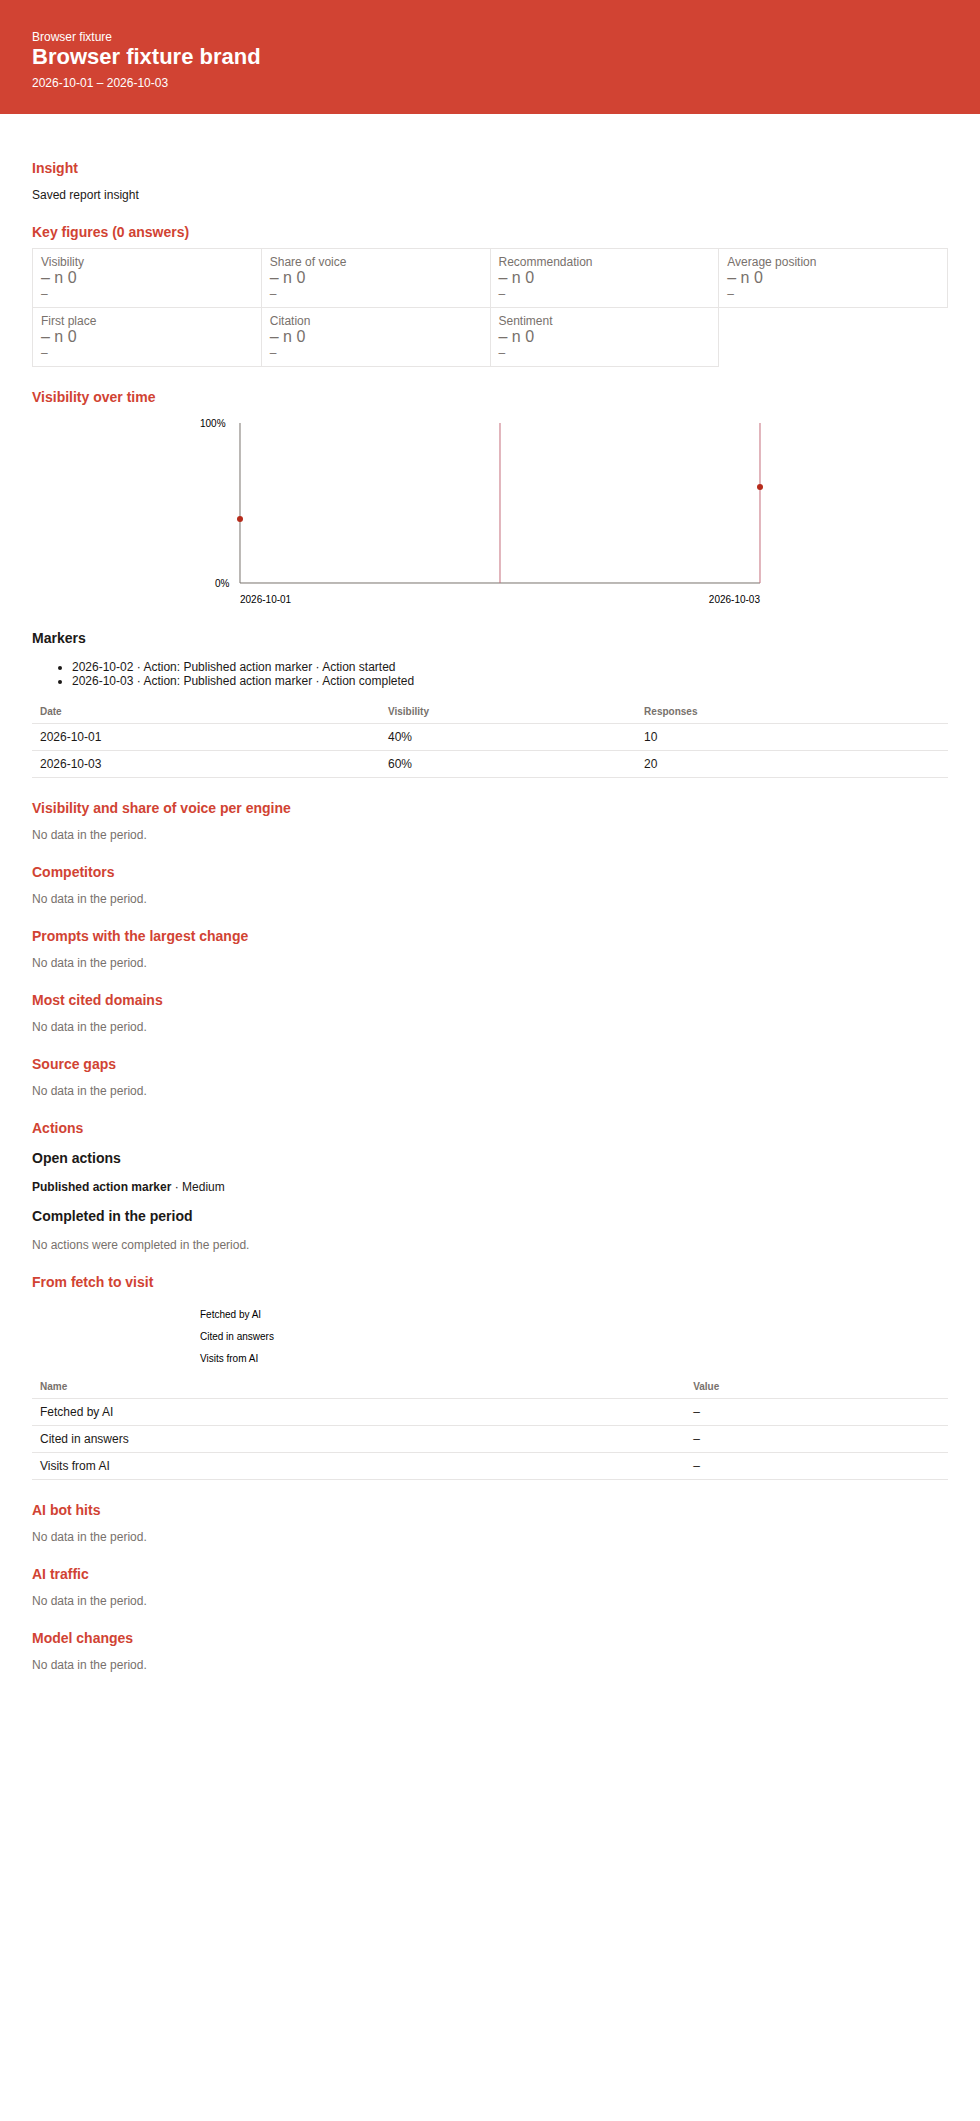 Browser fixture
Browser fixture brand
2026-10-01 – 2026-10-03
Insight
Saved report insight
Key figures (0 answers)
Visibility
– n 0
–
Share of voice
– n 0
–
Recommendation
– n 0
–
Average position
– n 0
–
First place
– n 0
–
Citation
– n 0
–
Sentiment
– n 0
–
Visibility over time
100%
0%
2026-10-01 2026-10-03
Markers
• 2026-10-02 · Action: Published action marker · Action started
• 2026-10-03 · Action: Published action marker · Action completed
Date Visibility Responses
2026-10-01 40% 10
2026-10-03 60% 20
Visibility and share of voice per engine
No data in the period.
Competitors
No data in the period.
Prompts with the largest change
No data in the period.
Most cited domains
No data in the period.
Source gaps
No data in the period.
Actions
Open actions
Published action marker · Medium
Completed in the period
No actions were completed in the period.
From fetch to visit
Fetched by AI
Cited in answers
Visits from AI
Name Value
Fetched by AI –
Cited in answers –
Visits from AI –
AI bot hits
No data in the period.
AI traffic
No data in the period.
Model changes
No data in the period.